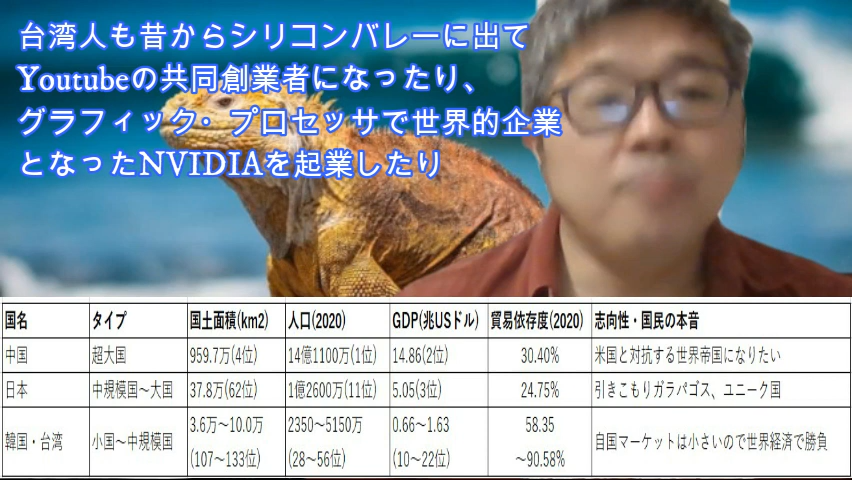 台湾人も昔からシリコンバレーに出て
Youtubeの共同創業者になったり、
グラフィック・プロセッサで世界的企業
となったNVIDIAを起業したり
国名 タイプ 国土面積(km2) 人口(2020) GDP(兆USドル) 貿易依存度(2020) 志向性・国民の本音
中国 超大国 959.7万(4位) 14億1100万(1位) 14.86(2位) 30.40% 米国と対抗する世界帝国になりたい
日本 中規模国～大国 37.8万(62位) 1億2600万(11位) 5.05(3位) 24.75% 引きこもりガラパゴス、ユニーク国
韓国・台湾 小国～中規模国 3.6万～10.0万 2350～5150万 0.66～1.63 58.35 自国マーケットは小さいので世界経済で勝負
(107～133位) (28～56位) (10～22位) ～90.58%